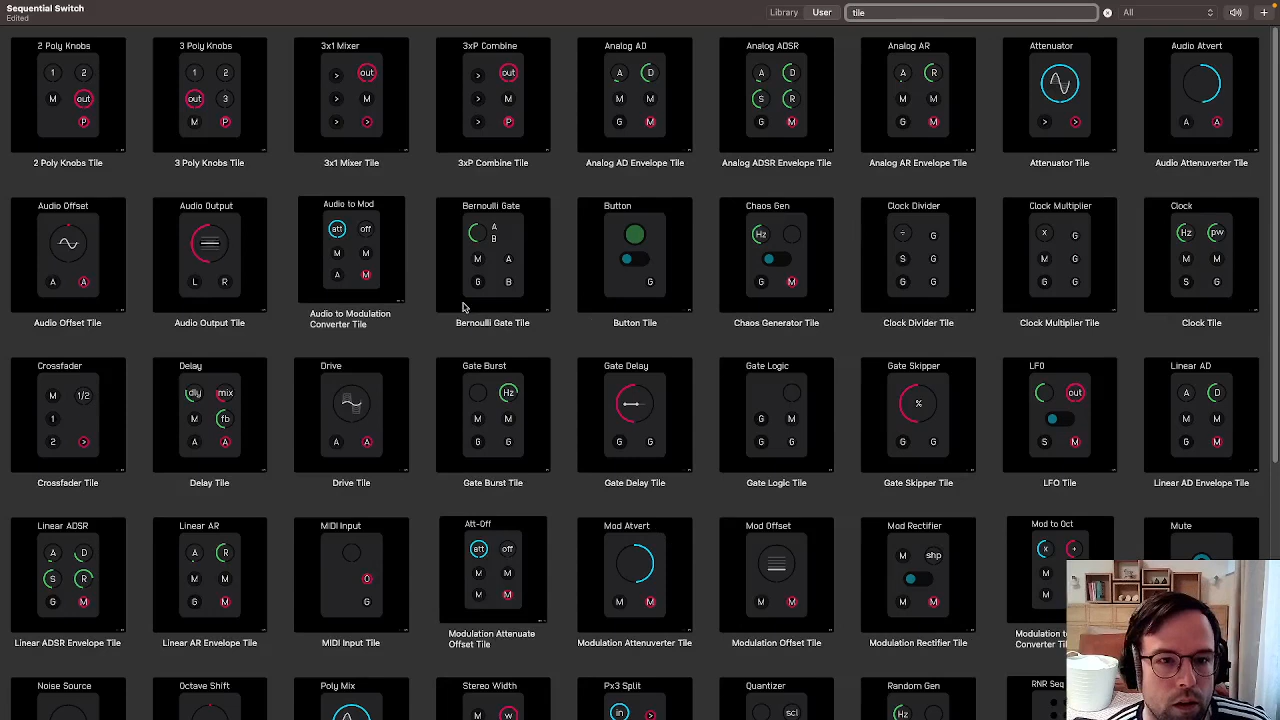 Sequential Switch
Edited
Library
User
tile
All
2 Poly Knobs
1
2
M
out
P
2 Poly Knobs Tile
3 Poly Knobs
1
2
out
3
M
P
3 Poly Knobs Tile
3x1 Mixer
>
out
>
M
>
>
3x1 Mixer Tile
3xP Combine
>
out
>
M
>
P
3xP Combine Tile
Analog AD
A
D
M
M
G
M
Analog AD Envelope Tile
Analog ADSR
A
D
S
R
G
M
Analog ADSR Envelope Tile
Analog AR
A
R
M
M
G
M
Analog AR Envelope Tile
Attenuator
>
>
Attenuator Tile
Audio Atvert
A
A
Audio Attenuverter Tile
Audio Offset
A
A
Audio Offset Tile
Audio Output
L
R
Audio Output Tile
Audio to Mod
att
off
M
M
A
M
Audio to Modulation
Converter Tile
Bernoulli Gate
A
B
M
A
G
B
Bernoulli Gate Tile
Button
G
Button Tile
Chaos Gen
Hz
G
M
Chaos Generator Tile
Clock Divider
÷
G
S
G
G
G
Clock Divider Tile
Clock Multiplier
x
G
M
G
G
G
Clock Multiplier Tile
Clock
Hz
pw
M
M
S
G
Clock Tile
Crossfader
M
1/2
1
2
>
Crossfader Tile
Delay
dly
mix
M
fb
A
A
Delay Tile
Drive
A
A
Drive Tile
Gate Burst
Hz
M
M
G
G
Gate Burst Tile
Gate Delay
G
G
Gate Delay Tile
Gate Logic
G
M
G
G
Gate Logic Tile
Gate Skipper
%
G
G
Gate Skipper Tile
LFO
out
S
M
LFO Tile
Linear AD
A
D
M
M
G
M
Linear AD Envelope Tile
Linear ADSR
A
D
S
R
G
M
Linear ADSR Envelope Tile
Linear AR
A
R
M
M
G
M
Linear AR Envelope Tile
MIDI Input
O
G
MIDI Input Tile
Att-Off
att
off
M
M
M
M
Modulation Attenuate
Offset Tile
Mod Atvert
M
M
Modulation Attenuverter Tile
Mod Offset
M
M
Modulation Offset Tile
Mod Rectifier
M
shp
M
M
Modulation Rectifier Tile
Mod to Oct
x
+
M
M
Modulation to
Converter Tile
Mute
Noise Source
Octave Shift
Poly Mix
Stereo Width
M
w
Px3 Split
in
>
Quantizer
scl
Random Gen
Hz
RNR Seq